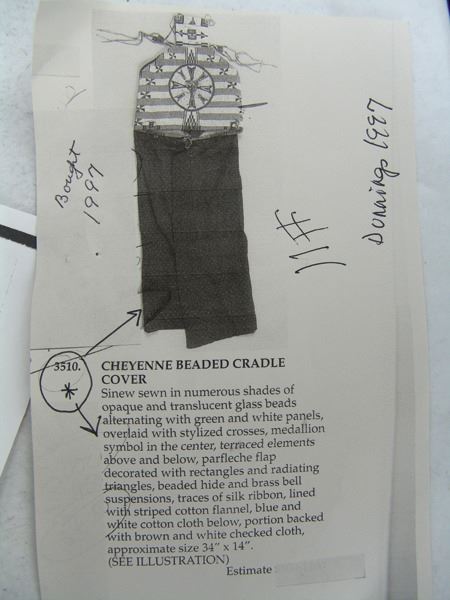 Bought
1997
Dunnings 1997
3510.
*
CHEYENNE BEADED CRADLE
COVER
Sinew sewn in numerous shades of
opaque and translucent glass beads
alternating with green and white panels,
overlaid with stylized crosses, medallion
symbol in the center, terraced elements
above and below, parfleche flap
decorated with rectangles and radiating
triangles, beaded hide and brass bell
suspensions, traces of silk ribbon, lined
with striped cotton flannel, blue and
white cotton cloth below, portion backed
with brown and white checked cloth,
approximate size 34" x 14".
(SEE ILLUSTRATION)
Estimate